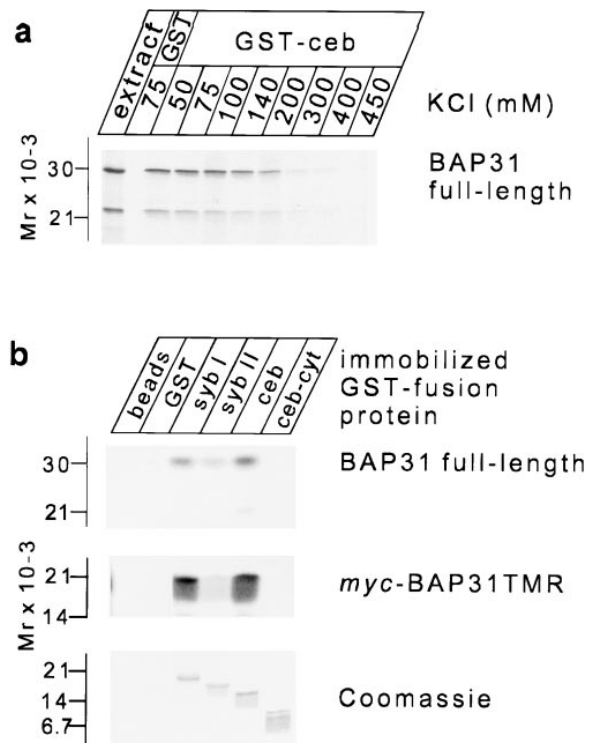 a
extract
GST
GST-ceb
75
50
75
100
140
200
300
400
450
KCl (mM)
Mr x 10-3
30
21
BAP31
full-length
b
beads
GST
syb I
syb II
ceb
ceb-cyt
immobilized
GST-fusion
protein
Mr x 10-3
30
21
BAP31 full-length
21
14
myc-BAP31TMR
21
14
6.7
Coomassie